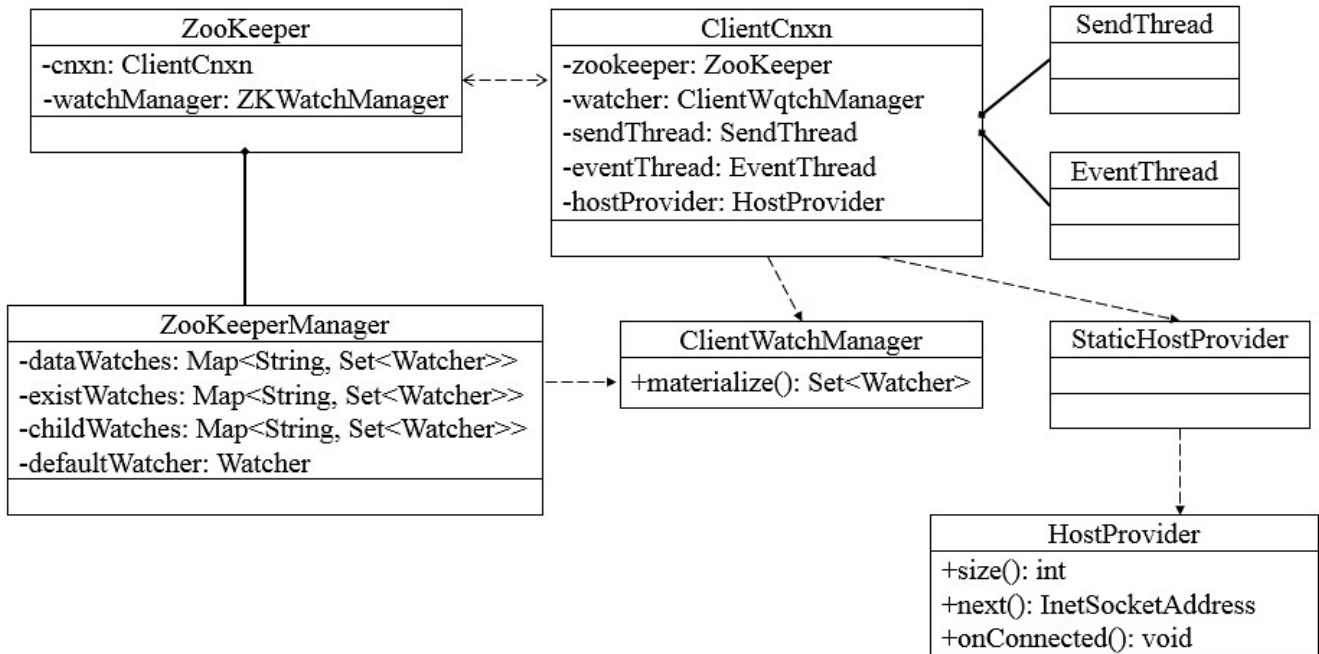 ZooKeeper
-cnxn: ClientCnxn
-watchManager: ZKWatchManager
ClientCnxn
-zookeeper: ZooKeeper
-watcher: ClientWqtchManager
-sendThread: SendThread
-eventThread: EventThread
-hostProvider: HostProvider
SendThread
EventThread
ZooKeeperManager
-dataWatches: Map<String, Set<Watcher>>
-existWatches: Map<String, Set<Watcher>>
-childWatches: Map<String, Set<Watcher>>
-defaultWatcher: Watcher
ClientWatchManager
+materialize(): Set<Watcher>
StaticHostProvider
HostProvider
+size(): int
+next(): InetSocketAddress
+onConnected(): void